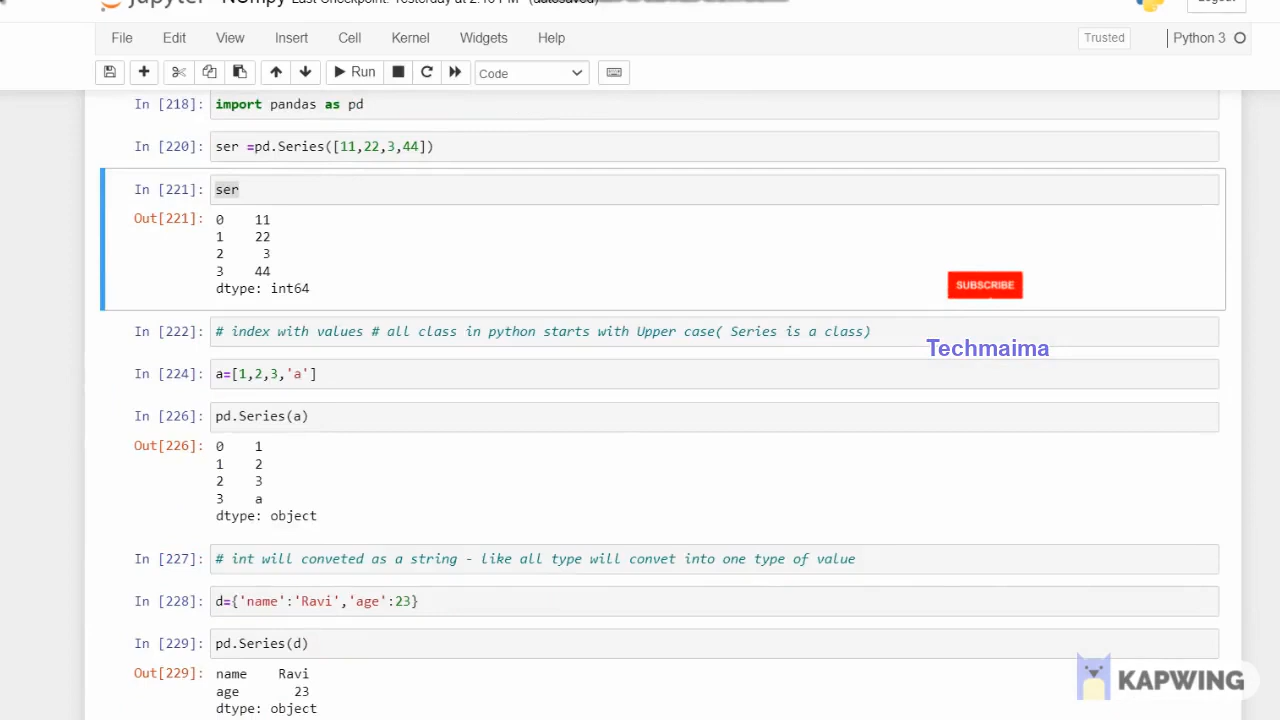 File Edit View Insert Cell Kernel Widgets Help Trusted Python 3
Run Code
In [218]: import pandas as pd
In [220]: ser =pd.Series([11,22,3,44])
In [221]: ser
Out[221]: 0 11
1 22
2 3
3 44
dtype: int64
SUBSCRIBE
In [222]: # index with values # all class in python starts with Upper case( Series is a class)
Techmaima
In [224]: a=[1,2,3,'a']
In [226]: pd.Series(a)
Out[226]: 0 1
1 2
2 3
3 a
dtype: object
In [227]: # int will conveted as a string - like all type will convet into one type of value
In [228]: d={'name':'Ravi','age':23}
In [229]: pd.Series(d)
Out[229]: name Ravi
age 23
dtype: object
KAPWING